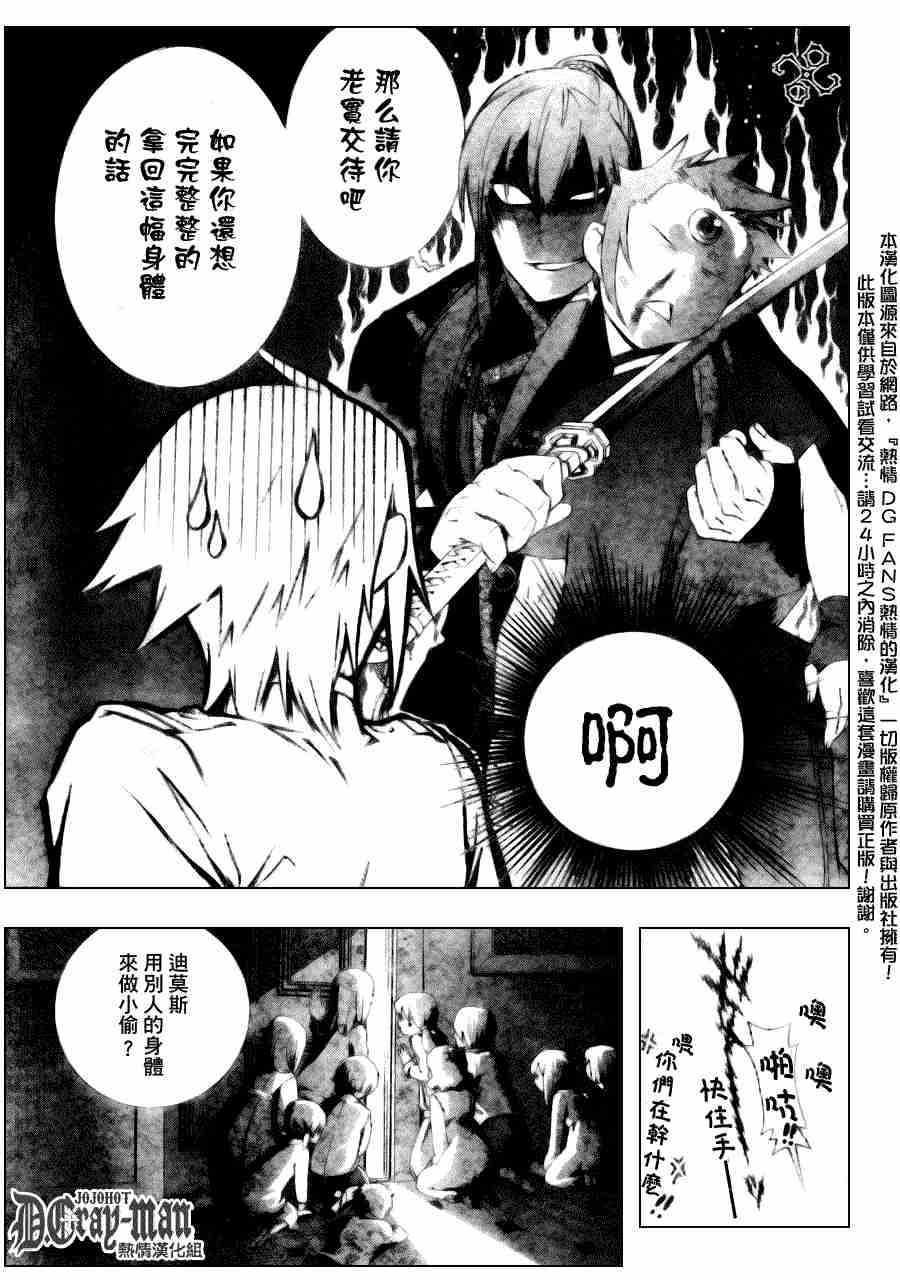 那么請你
老實交待吧
如果你還想
完完整整的
拿回這幅身體
的話
啊
噢
噢
啪
吱!!
快住手
喂
你們在幹什麼!!
迪莫斯
用別人的身體
來做小偷？
本漢化圖源來自於網路，『熱情DG FANS熱情的漢化』一切版權歸原作者與出版社擁有！
此版本僅供學習試看交流…請24小時之內消除，喜歡這套漫畫請購買正版！謝謝。
JOJOHOT
D.Gray-man
熱情漢化組